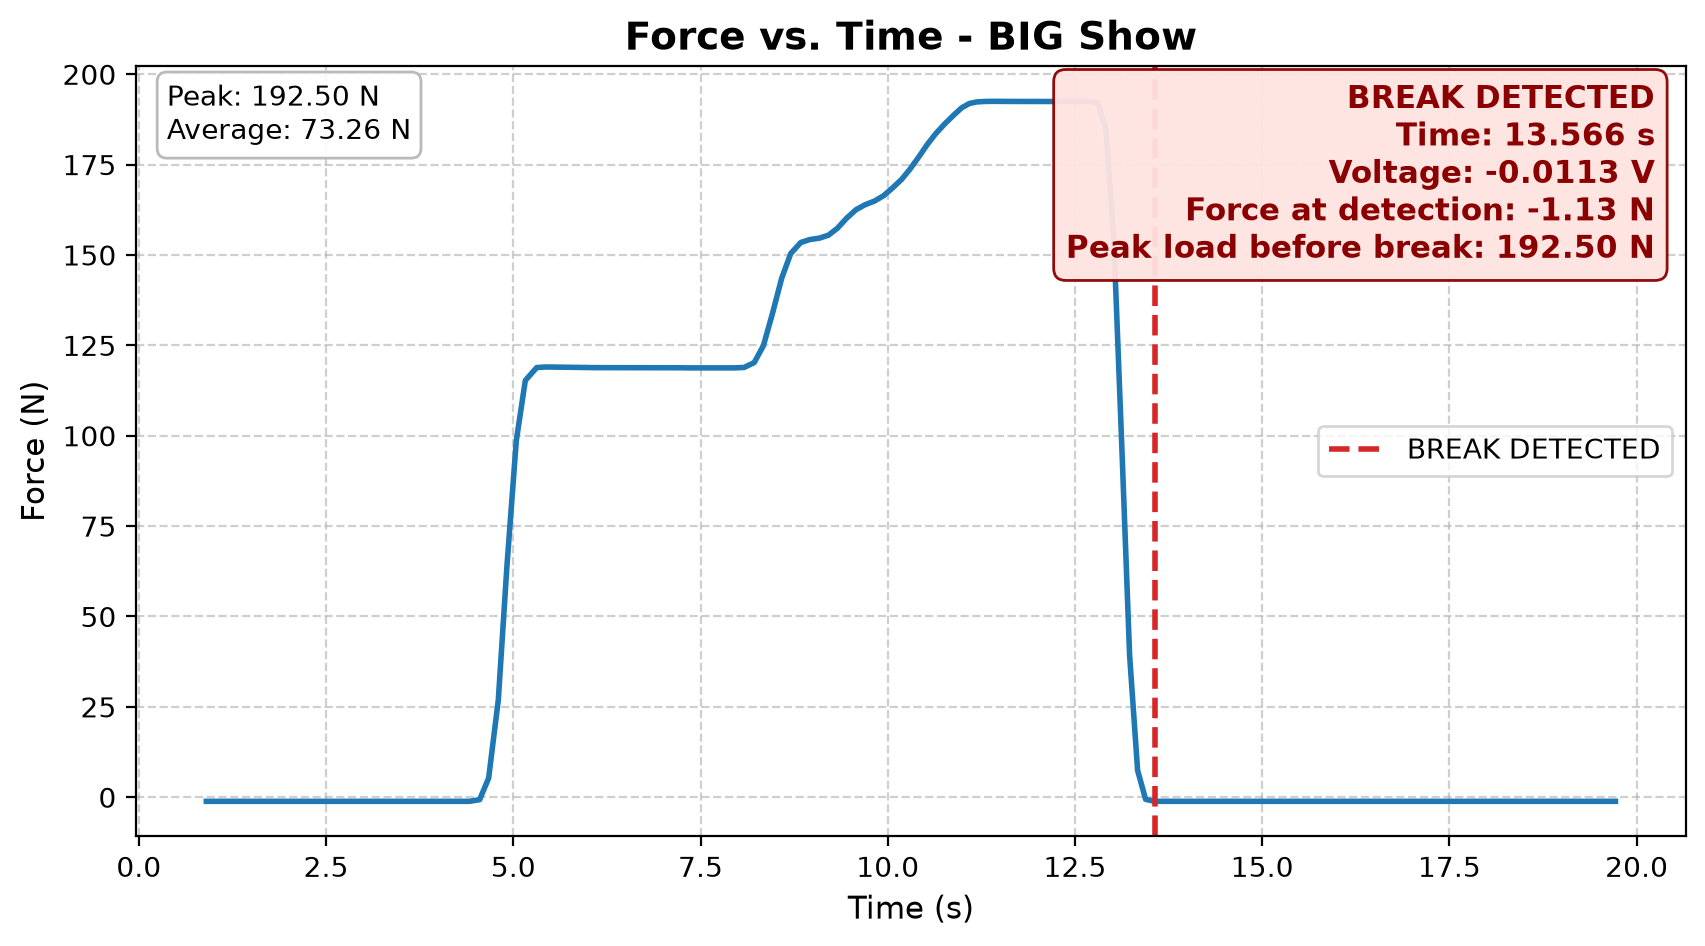 Force vs. Time - BIG Show
Peak: 192.50 N
Average: 73.26 N
BREAK DETECTED
Time: 13.566 s
Voltage: -0.0113 V
Force at detection: -1.13 N
Peak load before break: 192.50 N
BREAK DETECTED
Force (N)
200
175
150
125
100
75
50
25
0
0.0 2.5 5.0 7.5 10.0 12.5 15.0 17.5 20.0
Time (s)